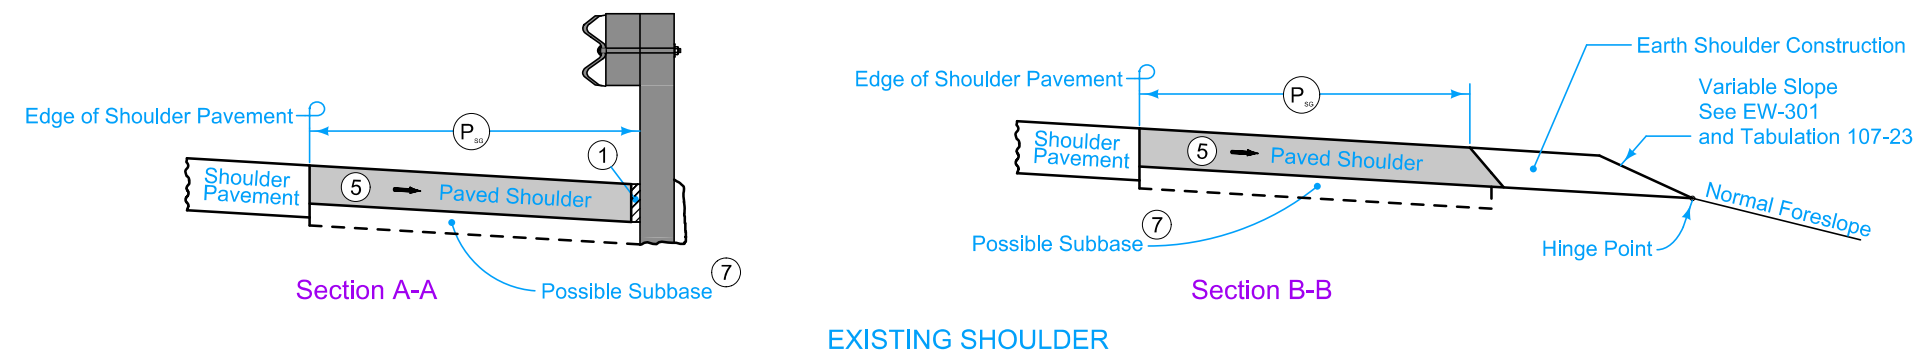 Edge of Shoulder Pavement
P SG
1
Shoulder
Pavement
5
Paved Shoulder
7
Possible Subbase
Section A-A
Edge of Shoulder Pavement
P SG
Earth Shoulder Construction
Variable Slope
See EW-301
and Tabulation 107-23
Shoulder
Pavement
5
Paved Shoulder
Normal Foreslope
7
Possible Subbase
Hinge Point
Section B-B
EXISTING SHOULDER